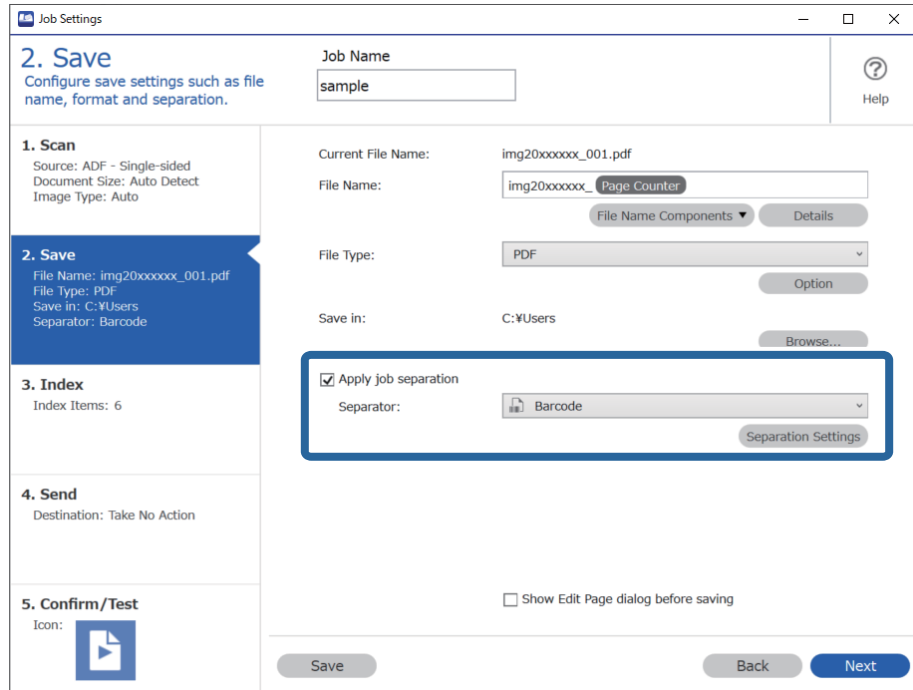 Job Settings
2. Save
Configure save settings such as file
name, format and separation.
Job Name
sample
Help
1. Scan
Source: ADF - Single-sided
Document Size: Auto Detect
Image Type: Auto
2. Save
File Name: img20xxxxxx_001.pdf
File Type: PDF
Save in: C:¥Users
Separator: Barcode
3. Index
Index Items: 6
4. Send
Destination: Take No Action
5. Confirm/Test
Icon:
Current File Name: img20xxxxxx_001.pdf
File Name: img20xxxxxx_ Page Counter
File Name Components ▼ Details
File Type: PDF
Option
Save in: C:¥Users
Browse...
Apply job separation
Separator: Barcode
Separation Settings
Show Edit Page dialog before saving
Save Back Next